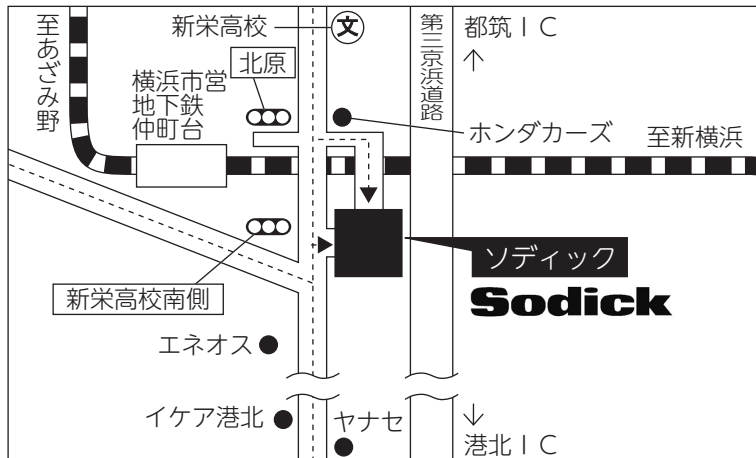 至あざみ野
新栄高校
文
第三京浜道路
都筑IC
↑
北原
横浜市営
地下鉄
仲町台
ホンダカーズ
至新横浜
ソディック
Sodick
新栄高校南側
エネオス
イケア港北
ヤナセ
↓
港北IC